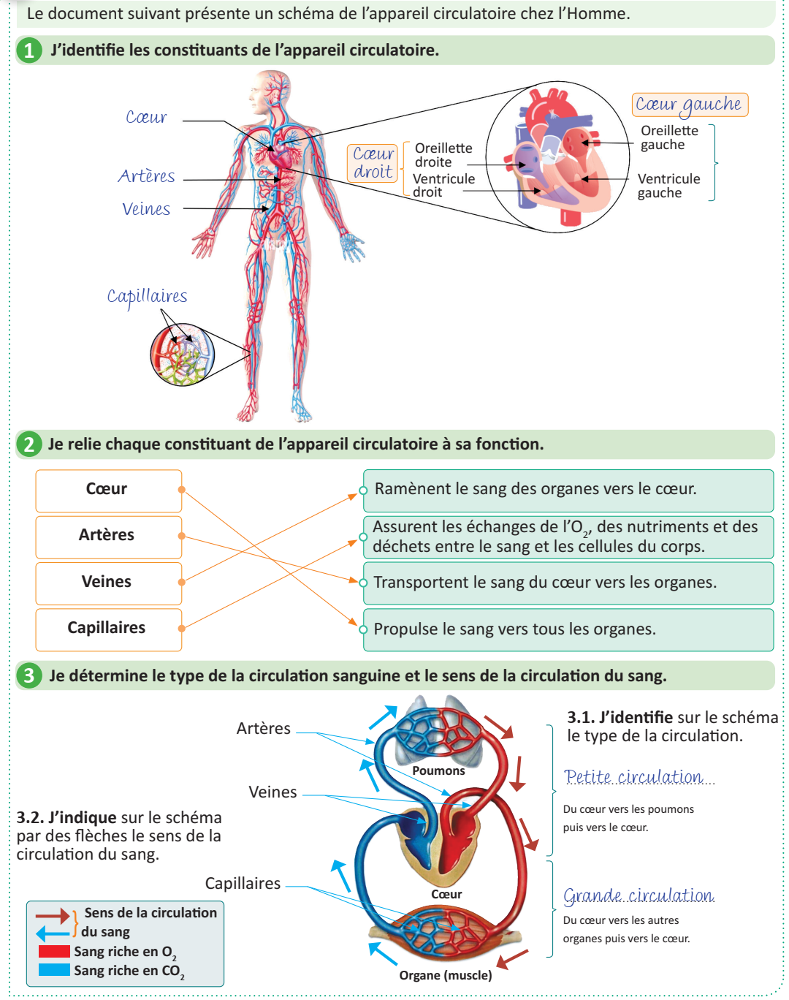 Le document suivant présente un schéma de l'appareil circulatoire chez l'Homme.
1 J'identifie les constituants de l'appareil circulatoire.
Cœur
Artères
Veines
Capillaires
Cœur
droit
Oreillette
droite
Ventricule
droit
Cœur gauche
Oreillette
gauche
Ventricule
gauche
2 Je relie chaque constituant de l'appareil circulatoire à sa fonction.
Cœur
Ramènent le sang des organes vers le cœur.
Artères
Assurent les échanges de l'O₂, des nutriments et des
déchets entre le sang et les cellules du corps.
Veines
Transportent le sang du cœur vers les organes.
Capillaires
Propulse le sang vers tous les organes.
3 Je détermine le type de la circulation sanguine et le sens de la circulation du sang.
3.1. J'identifie sur le schéma
le type de la circulation.
Petite circulation
Du cœur vers les poumons
puis vers le cœur.
Grande circulation
Du cœur vers les autres
organes puis vers le cœur.
Artères
Poumons
Veines
Capillaires
Cœur
Organe (muscle)
3.2. J'indique sur le schéma
par des flèches le sens de la
circulation du sang.
Sens de la circulation
du sang
Sang riche en O₂
Sang riche en CO₂